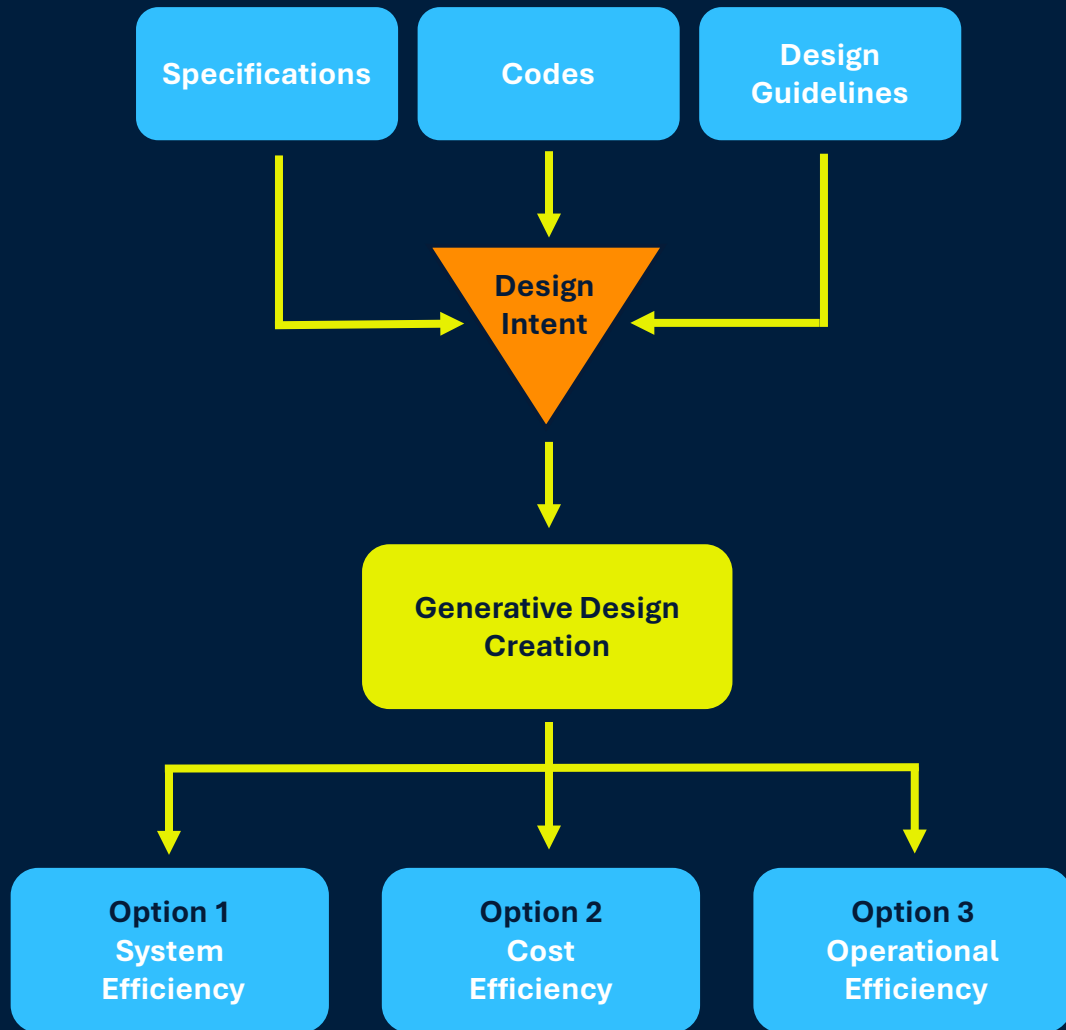 Specifications
Codes
Design
Guidelines
Design
Intent
Generative Design
Creation
Option 1
System
Efficiency
Option 2
Cost
Efficiency
Option 3
Operational
Efficiency